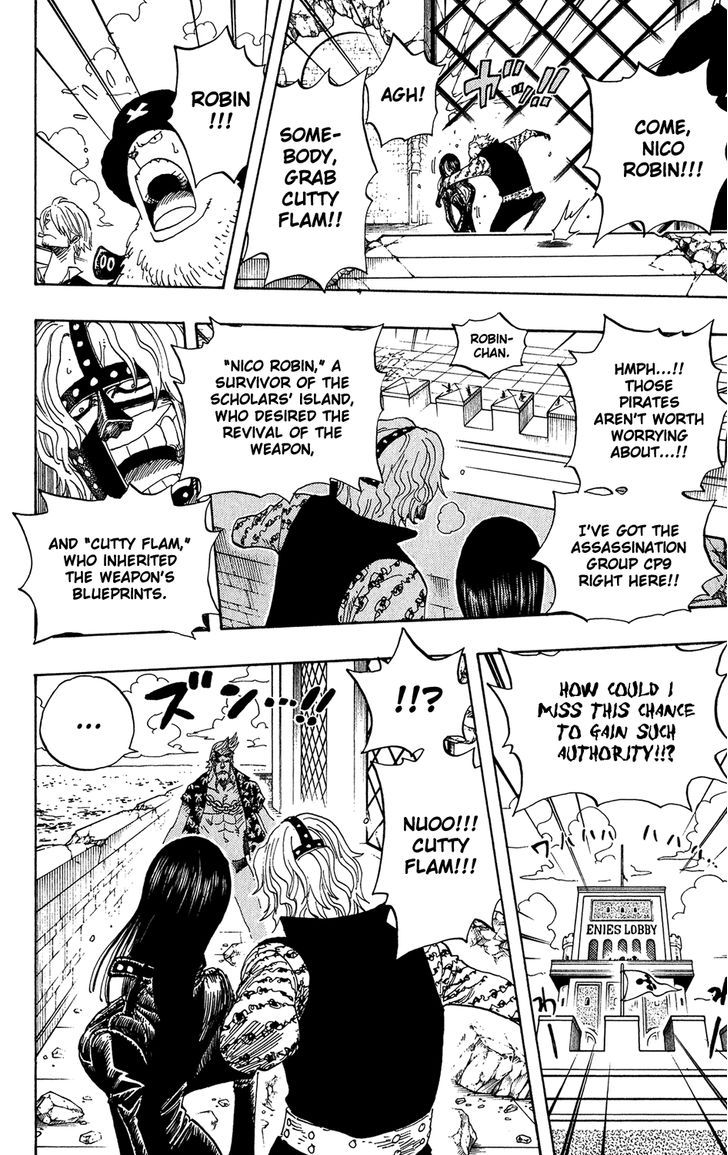 COME,
NICO
ROBIN!!!
ガッ!!
AGH!
SOME-
BODY,
GRAB
CUTTY
FLAM!!
ROBIN
!!!
HMPH...!!
THOSE
PIRATES
AREN'T WORTH
WORRYING
ABOUT...!!
I'VE GOT THE
ASSASSINATION
GROUP CP9
RIGHT HERE!!
ROBIN-
CHAN.
"NICO ROBIN," A
SURVIVOR OF THE
SCHOLARS' ISLAND,
WHO DESIRED THE
REVIVAL OF THE
WEAPON,
AND "CUTTY FLAM,"
WHO INHERITED
THE WEAPON'S
BLUEPRINTS.
HOW COULD I
MISS THIS CHANCE
TO GAIN SUCH
AUTHORITY!!?
ENIES LOBBY
!!?
NUOO!!!
CUTTY
FLAM!!!
ズン…!!
...